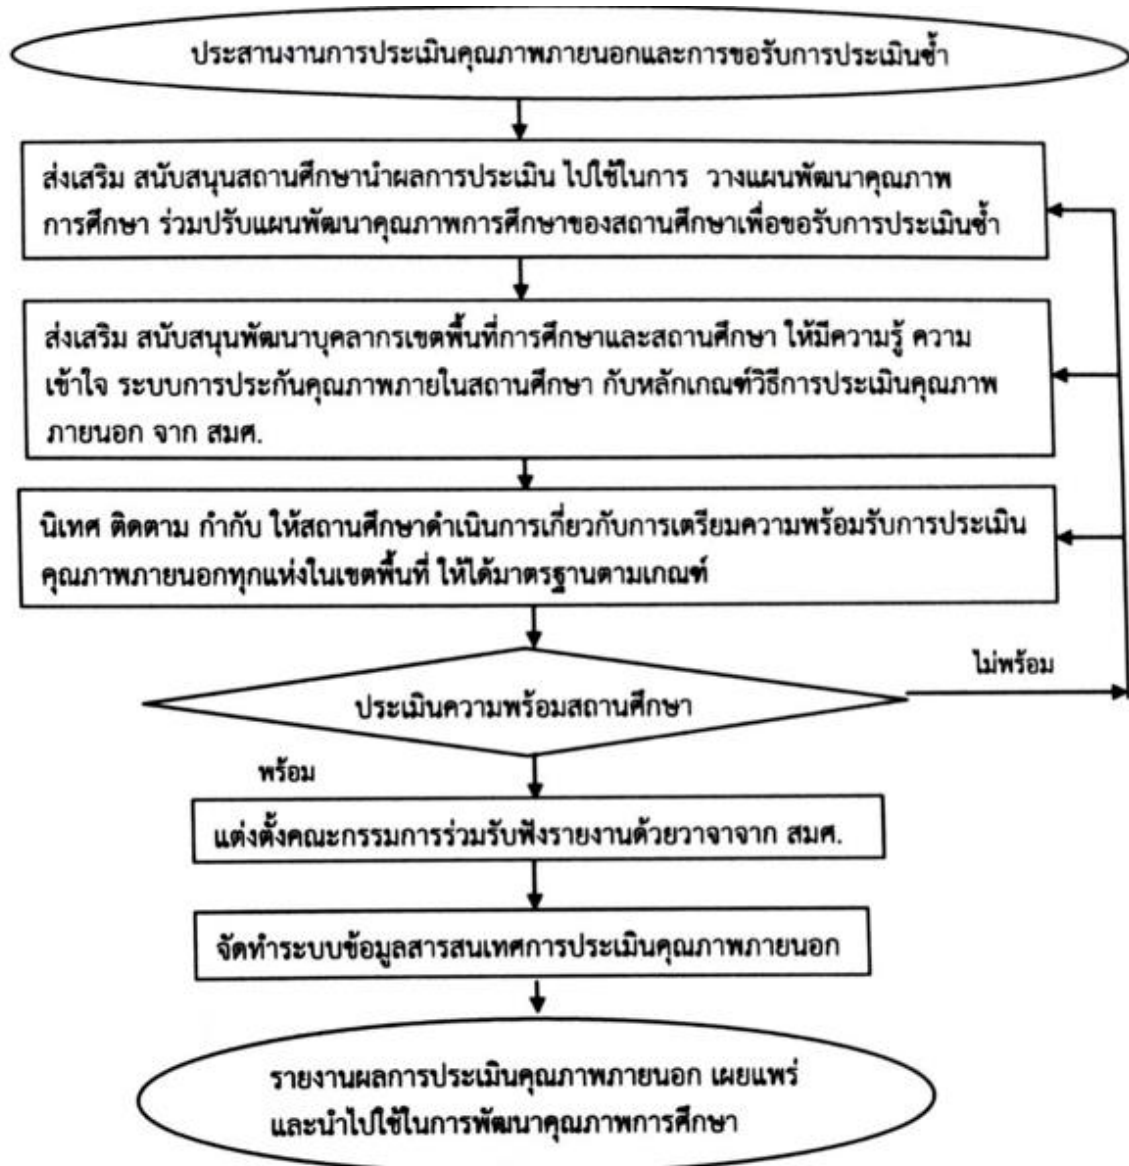 ประสานงานการประเมินคุณภาพภายนอกและการขอรับการประเมินซ้ำ
ส่งเสริม สนับสนุนสถานศึกษานำผลการประเมิน ไปใช้ในการ วางแผนพัฒนาคุณภาพ
การศึกษา ร่วมปรับแผนพัฒนาคุณภาพการศึกษาของสถานศึกษาเพื่อขอรับการประเมินซ้ำ
ส่งเสริม สนับสนุนพัฒนาบุคลากรเขตพื้นที่การศึกษาและสถานศึกษา ให้มีความรู้ ความ
เข้าใจ ระบบการประกันคุณภาพภายในสถานศึกษา กับหลักเกณฑ์วิธีการประเมินคุณภาพ
ภายนอก จาก สมศ.
นิเทศ ติดตาม กำกับ ให้สถานศึกษาดำเนินการเกี่ยวกับการเตรียมความพร้อมรับการประเมิน
คุณภาพภายนอกทุกแห่งในเขตพื้นที่ ให้ได้มาตรฐานตามเกณฑ์
ไม่พร้อม
ประเมินความพร้อมสถานศึกษา
พร้อม
แต่งตั้งคณะกรรมการร่วมรับฟังรายงานด้วยวาจาจาก สมศ.
จัดทำระบบข้อมูลสารสนเทศการประเมินคุณภาพภายนอก
รายงานผลการประเมินคุณภาพภายนอก เผยแพร่
และนำไปใช้ในการพัฒนาคุณภาพการศึกษา